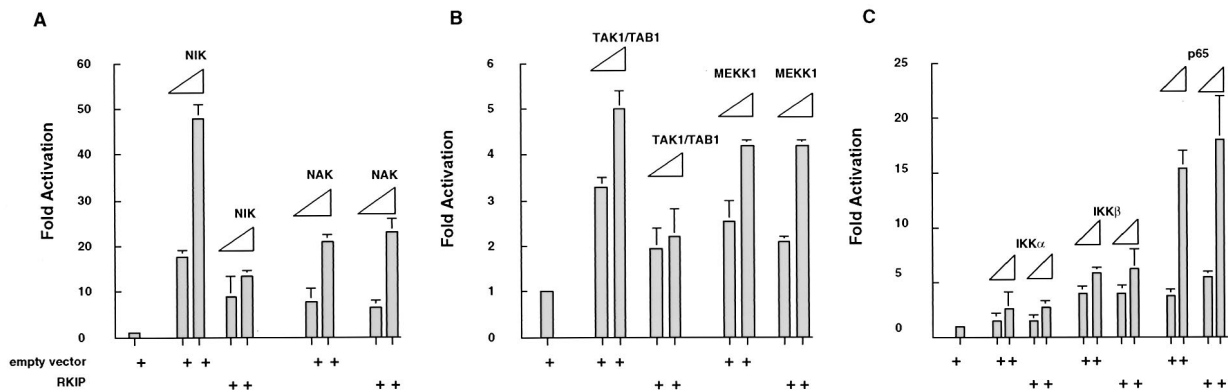 A
B
C
Fold Activation
60
50
40
30
20
10
0
NIK
NIK
NAK
NAK
Fold Activation
6
5
4
3
2
1
0
TAK1/TAB1
TAK1/TAB1
MEKK1
MEKK1
Fold Activation
25
20
15
10
5
0
IKKα
IKKβ
p65
empty vector + + + + + + + + + + + ++ ++ ++
RKIP ++ ++ ++ ++ ++ ++ ++